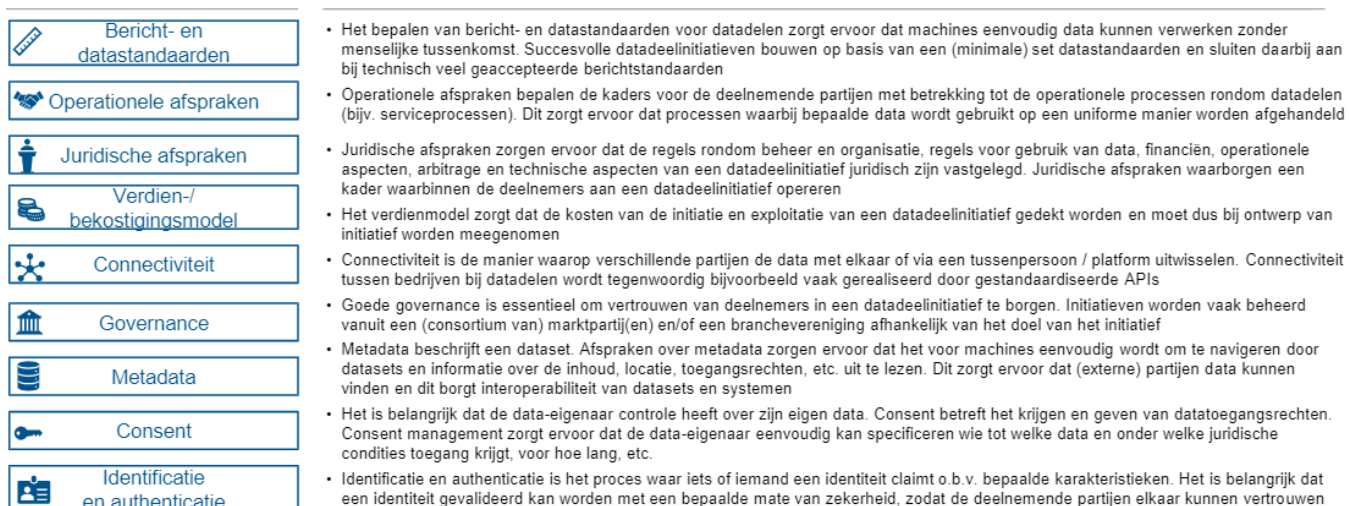 Bericht- en
datastandaarden
• Het bepalen van bericht- en datastandaarden voor datadelen zorgt ervoor dat machines eenvoudig data kunnen verwerken zonder
menselijke tussenkomst. Succesvolle datadeelinitiatieven bouwen op basis van een (minimale) set datastandaarden en sluiten daarbij aan
bij technisch veel geaccepteerde berichtstandaarden
Operationele afspraken
• Operationele afspraken bepalen de kaders voor de deelnemende partijen met betrekking tot de operationele processen rondom datadelen
(bijv. serviceprocessen). Dit zorgt ervoor dat processen waarbij bepaalde data wordt gebruikt op een uniforme manier worden afgehandeld
Juridische afspraken
• Juridische afspraken zorgen ervoor dat de regels rondom beheer en organisatie, regels voor gebruik van data, financiën, operationele
aspecten, arbitrage en technische aspecten van een datadeelinitiatief juridisch zijn vastgelegd. Juridische afspraken waarborgen een
kader waarbinnen de deelnemers aan een datadeelinitiatief opereren
Verdien-/
bekostigingsmodel
• Het verdienmodel zorgt dat de kosten van de initiatie en exploitatie van een datadeelinitiatief gedekt worden en moet dus bij ontwerp van
initiatief worden meegenomen
Connectiviteit
• Connectiviteit is de manier waarop verschillende partijen de data met elkaar of via een tussenpersoon / platform uitwisselen. Connectiviteit
tussen bedrijven bij datadelen wordt tegenwoordig bijvoorbeeld vaak gerealiseerd door gestandaardiseerde APIs
Governance
• Goede governance is essentieel om vertrouwen van deelnemers in een datadeelinitiatief te borgen. Initiatieven worden vaak beheerd
vanuit een (consortium van) marktpartij(en) en/of een branchevereniging afhankelijk van het doel van het initiatief
Metadata
• Metadata beschrijft een dataset. Afspraken over metadata zorgen ervoor dat het voor machines eenvoudig wordt om te navigeren door
datasets en informatie over de inhoud, locatie, toegangsrechten, etc. uit te lezen. Dit zorgt ervoor dat (externe) partijen data kunnen
vinden en dit borgt interoperabiliteit van datasets en systemen
Consent
• Het is belangrijk dat de data-eigenaar controle heeft over zijn eigen data. Consent betreft het krijgen en geven van datatoegangsrechten.
Consent management zorgt ervoor dat de data-eigenaar eenvoudig kan specificeren wie tot welke data en onder welke juridische
condities toegang krijgt, voor hoe lang, etc.
Identificatie
en authenticatie
• Identificatie en authenticatie is het proces waar iets of iemand een identiteit claimt o.b.v. bepaalde karakteristieken. Het is belangrijk dat
een identiteit gevalideerd kan worden met een bepaalde mate van zekerheid, zodat de deelnemende partijen elkaar kunnen vertrouwen